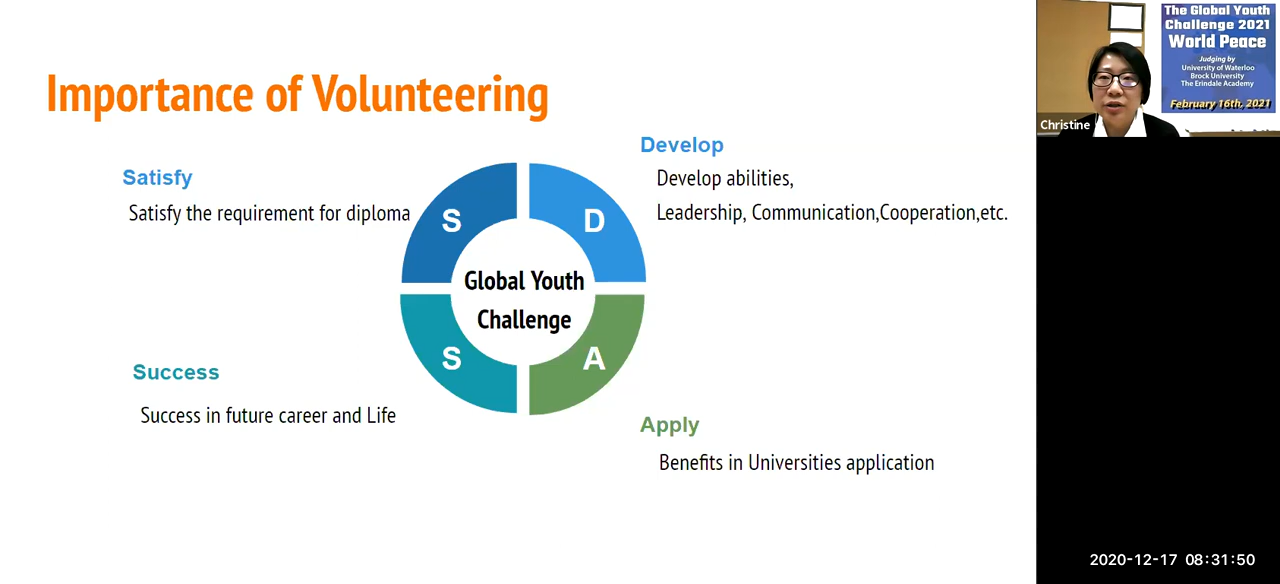 Importance of Volunteering
Satisfy
Satisfy the requirement for diploma
Develop
Develop abilities,
Leadership, Communication,Cooperation,etc.
S
D
Global Youth
Challenge
S
A
Success
Success in future career and Life
Apply
Benefits in Universities application
The Global Youth
Challenge 2021
World Peace
Judging by
University of Waterloo
Brock University
The Erindale Academy
February 16th, 2021
Christine
2020-12-17 08:31:50